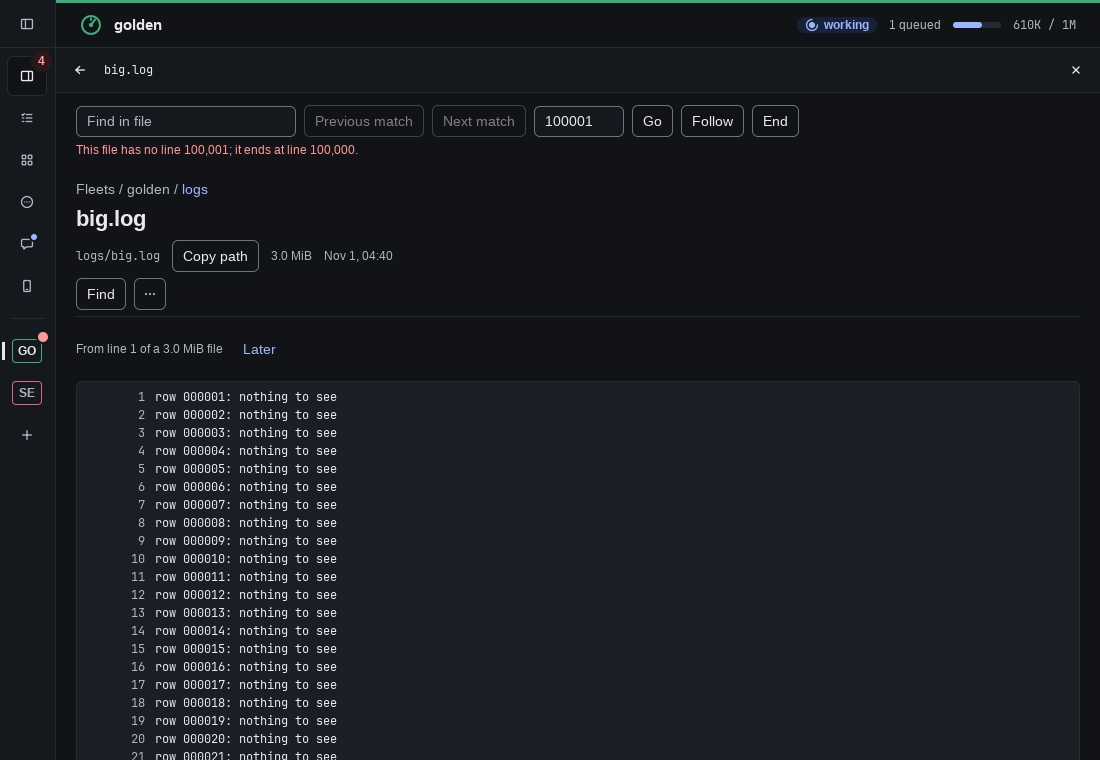 golden
working
1 queued
610K / 1M
4
big.log
Find in file
Previous match
Next match
100001
Go
Follow
End
This file has no line 100,001; it ends at line 100,000.
Fleets / golden / logs
big.log
logs/big.log
Copy path
3.0 MiB
Nov 1, 04:40
Find
GO
SE
From line 1 of a 3.0 MiB file
Later
1 row 000001: nothing to see
2 row 000002: nothing to see
3 row 000003: nothing to see
4 row 000004: nothing to see
5 row 000005: nothing to see
6 row 000006: nothing to see
7 row 000007: nothing to see
8 row 000008: nothing to see
9 row 000009: nothing to see
10 row 000010: nothing to see
11 row 000011: nothing to see
12 row 000012: nothing to see
13 row 000013: nothing to see
14 row 000014: nothing to see
15 row 000015: nothing to see
16 row 000016: nothing to see
17 row 000017: nothing to see
18 row 000018: nothing to see
19 row 000019: nothing to see
20 row 000020: nothing to see
21 row 000021: nothing to see